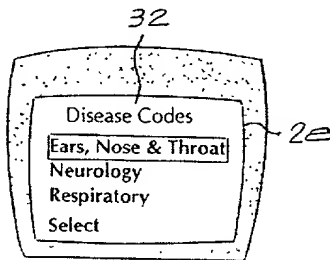 32
Disease Codes
2e
Ears, Nose & Throat
Neurology
Respiratory
Select